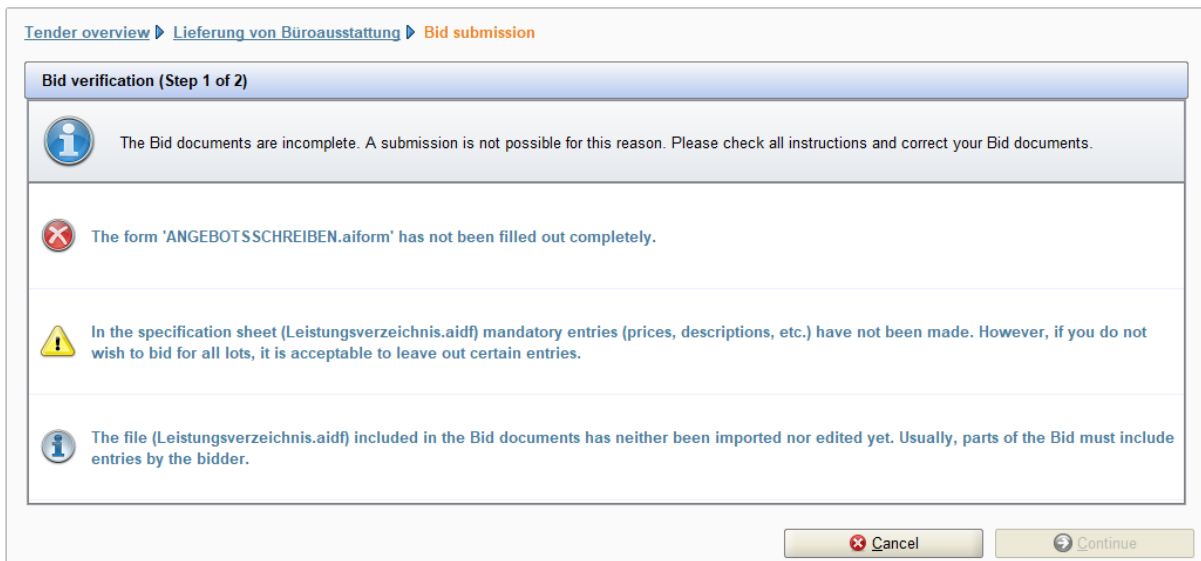 Tender overview Lieferung von Büroausstattung Bid submission
Bid verification (Step 1 of 2)
The Bid documents are incomplete. A submission is not possible for this reason. Please check all instructions and correct your Bid documents.
The form 'ANGEBOTSSCHREIBEN.aiform' has not been filled out completely.
In the specification sheet (Leistungsverzeichnis.aidf) mandatory entries (prices, descriptions, etc.) have not been made. However, if you do not
wish to bid for all lots, it is acceptable to leave out certain entries.
The file (Leistungsverzeichnis.aidf) included in the Bid documents has neither been imported nor edited yet. Usually, parts of the Bid must include
entries by the bidder.
Cancel Continue